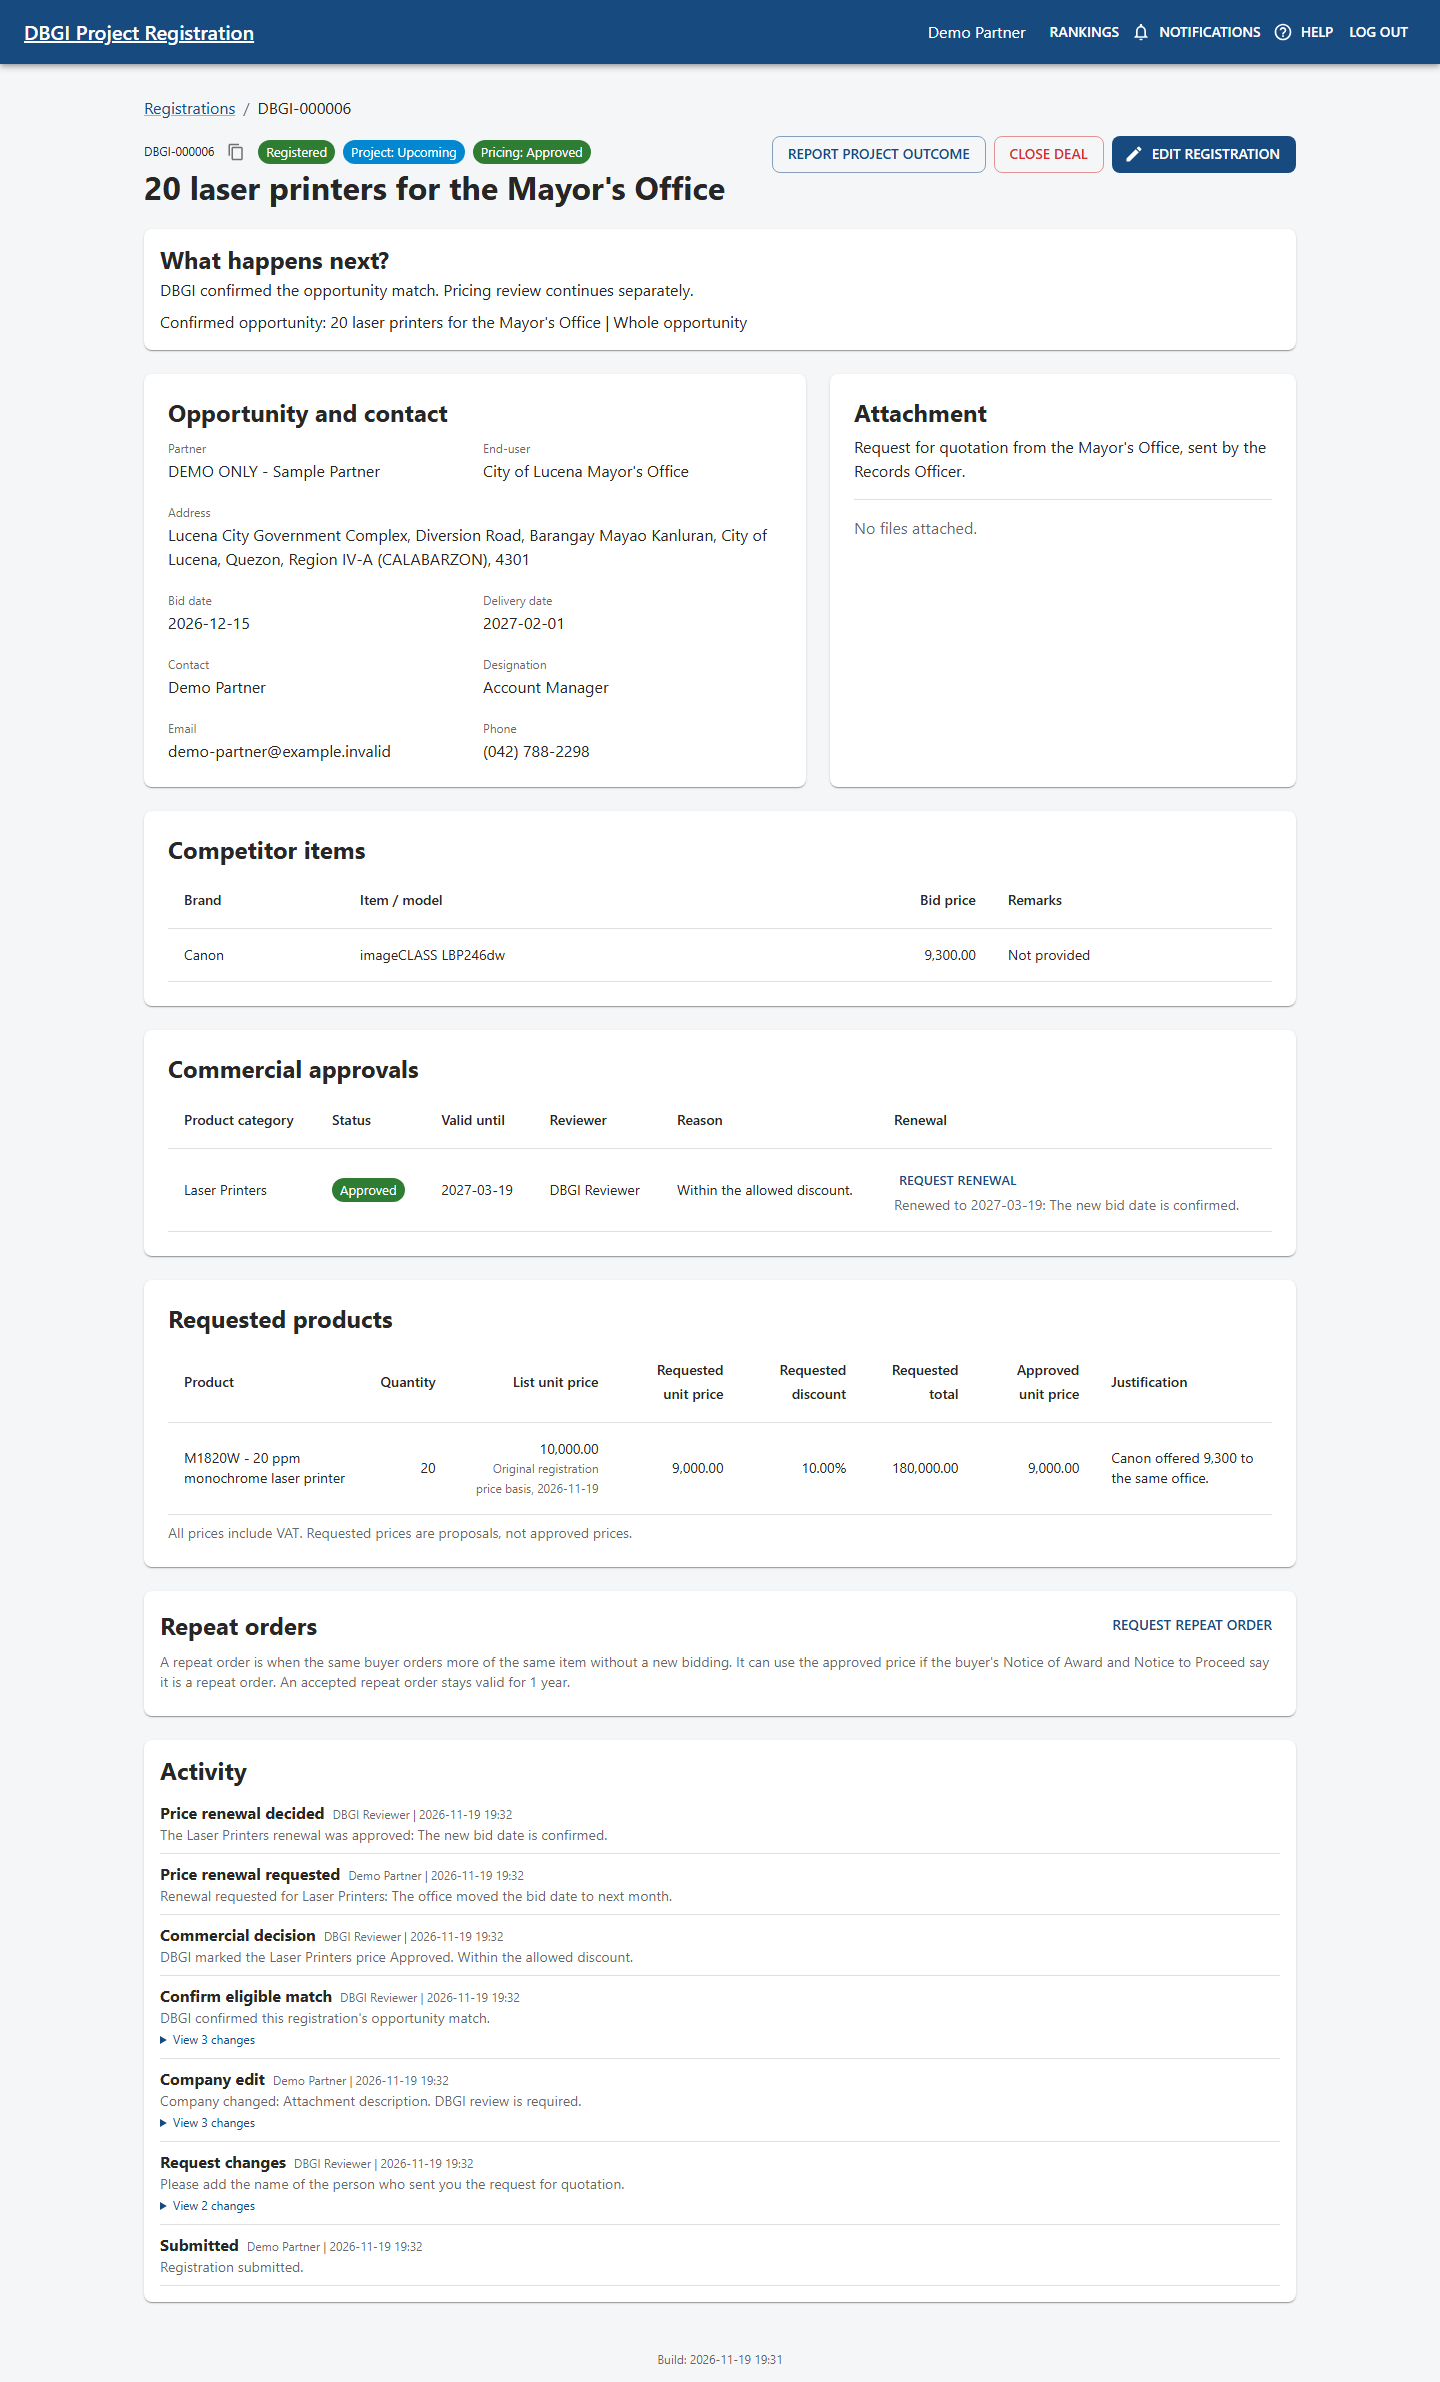 DBGI Project Registration
Demo Partner RANKINGS NOTIFICATIONS HELP LOG OUT
Registrations / DBGI-000006
DBGI-000006 Registered Project: Upcoming Pricing: Approved
REPORT PROJECT OUTCOME CLOSE DEAL EDIT REGISTRATION
20 laser printers for the Mayor's Office
What happens next?
DBGI confirmed the opportunity match. Pricing review continues separately.
Confirmed opportunity: 20 laser printers for the Mayor's Office | Whole opportunity
Opportunity and contact
Partner End-user
DEMO ONLY - Sample Partner City of Lucena Mayor's Office
Address
Lucena City Government Complex, Diversion Road, Barangay Mayao Kanluran, City of
Lucena, Quezon, Region IV-A (CALABARZON), 4301
Bid date Delivery date
2026-12-15 2027-02-01
Contact Designation
Demo Partner Account Manager
Email Phone
demo-partner@example.invalid (042) 788-2298
Attachment
Request for quotation from the Mayor's Office, sent by the
Records Officer.
No files attached.
Competitor items
Brand Item / model Bid price Remarks
Canon imageCLASS LBP246dw 9,300.00 Not provided
Commercial approvals
Product category Status Valid until Reviewer Reason Renewal
Laser Printers Approved 2027-03-19 DBGI Reviewer Within the allowed discount. REQUEST RENEWAL
Renewed to 2027-03-19: The new bid date is confirmed.
Requested products
Product Quantity List unit price Requested unit price Requested discount Requested total Approved unit price Justification
M1820W - 20 ppm
monochrome laser printer
20
10,000.00
Original registration
price basis, 2026-11-19
9,000.00 10.00% 180,000.00 9,000.00
Canon offered 9,300 to
the same office.
All prices include VAT. Requested prices are proposals, not approved prices.
Repeat orders REQUEST REPEAT ORDER
A repeat order is when the same buyer orders more of the same item without a new bidding. It can use the approved price if the buyer's Notice of Award and Notice to Proceed say
it is a repeat order. An accepted repeat order stays valid for 1 year.
Activity
Price renewal decided DBGI Reviewer | 2026-11-19 19:32
The Laser Printers renewal was approved: The new bid date is confirmed.
Price renewal requested Demo Partner | 2026-11-19 19:32
Renewal requested for Laser Printers: The office moved the bid date to next month.
Commercial decision DBGI Reviewer | 2026-11-19 19:32
DBGI marked the Laser Printers price Approved. Within the allowed discount.
Confirm eligible match DBGI Reviewer | 2026-11-19 19:32
DBGI confirmed this registration's opportunity match.
View 3 changes
Company edit Demo Partner | 2026-11-19 19:32
Company changed: Attachment description. DBGI review is required.
View 3 changes
Request changes DBGI Reviewer | 2026-11-19 19:32
Please add the name of the person who sent you the request for quotation.
View 2 changes
Submitted Demo Partner | 2026-11-19 19:32
Registration submitted.
Build: 2026-11-19 19:31